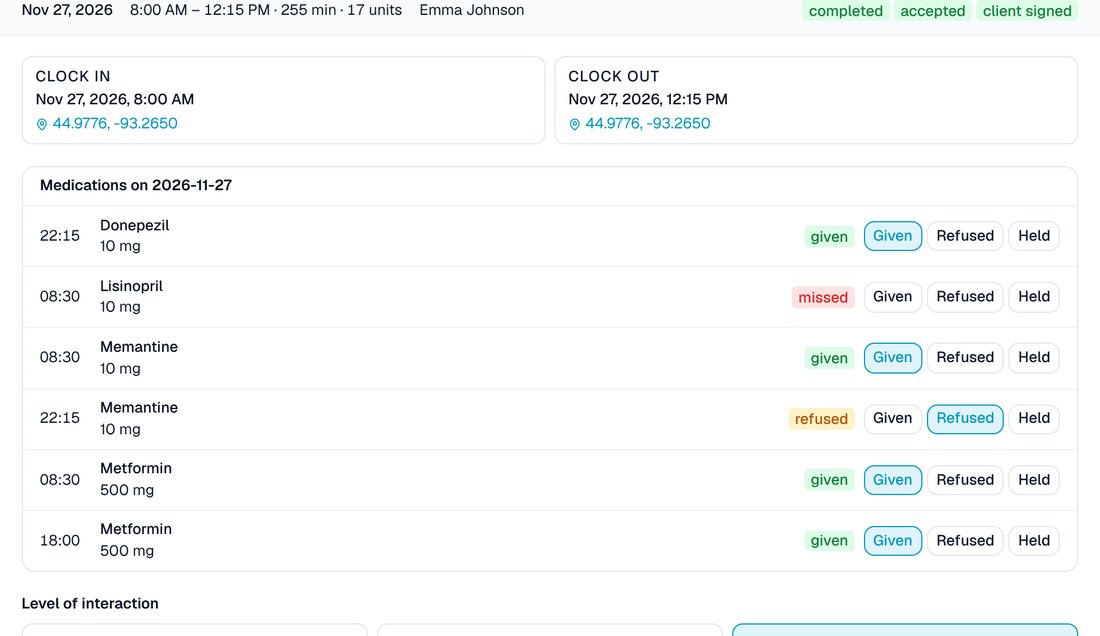 Nov 27, 2026 8:00 AM – 12:15 PM · 255 min · 17 units Emma Johnson completed accepted client signed
CLOCK IN
Nov 27, 2026, 8:00 AM
44.9776, -93.2650
CLOCK OUT
Nov 27, 2026, 12:15 PM
44.9776, -93.2650
Medications on 2026-11-27
22:15 Donepezil given Given Refused Held
10 mg
08:30 Lisinopril missed Given Refused Held
10 mg
08:30 Memantine given Given Refused Held
10 mg
22:15 Memantine refused Given Refused Held
10 mg
08:30 Metformin given Given Refused Held
500 mg
18:00 Metformin given Given Refused Held
500 mg
Level of interaction